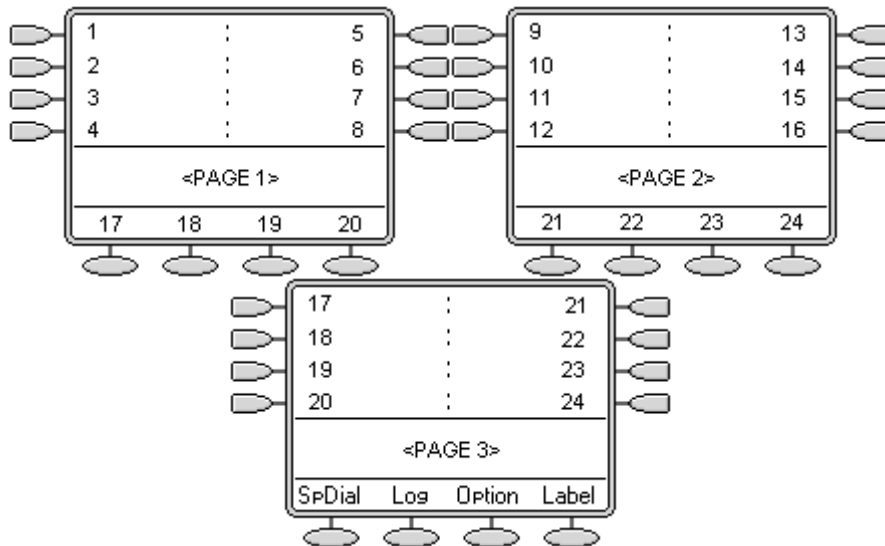 1 : 5
2 : 6
3 : 7
4 : 8
<PAGE 1>
17 18 19 20
9 : 13
10 : 14
11 : 15
12 : 16
<PAGE 2>
21 22 23 24
17 : 21
18 : 22
19 : 23
20 : 24
<PAGE 3>
SpDial Log Option Label